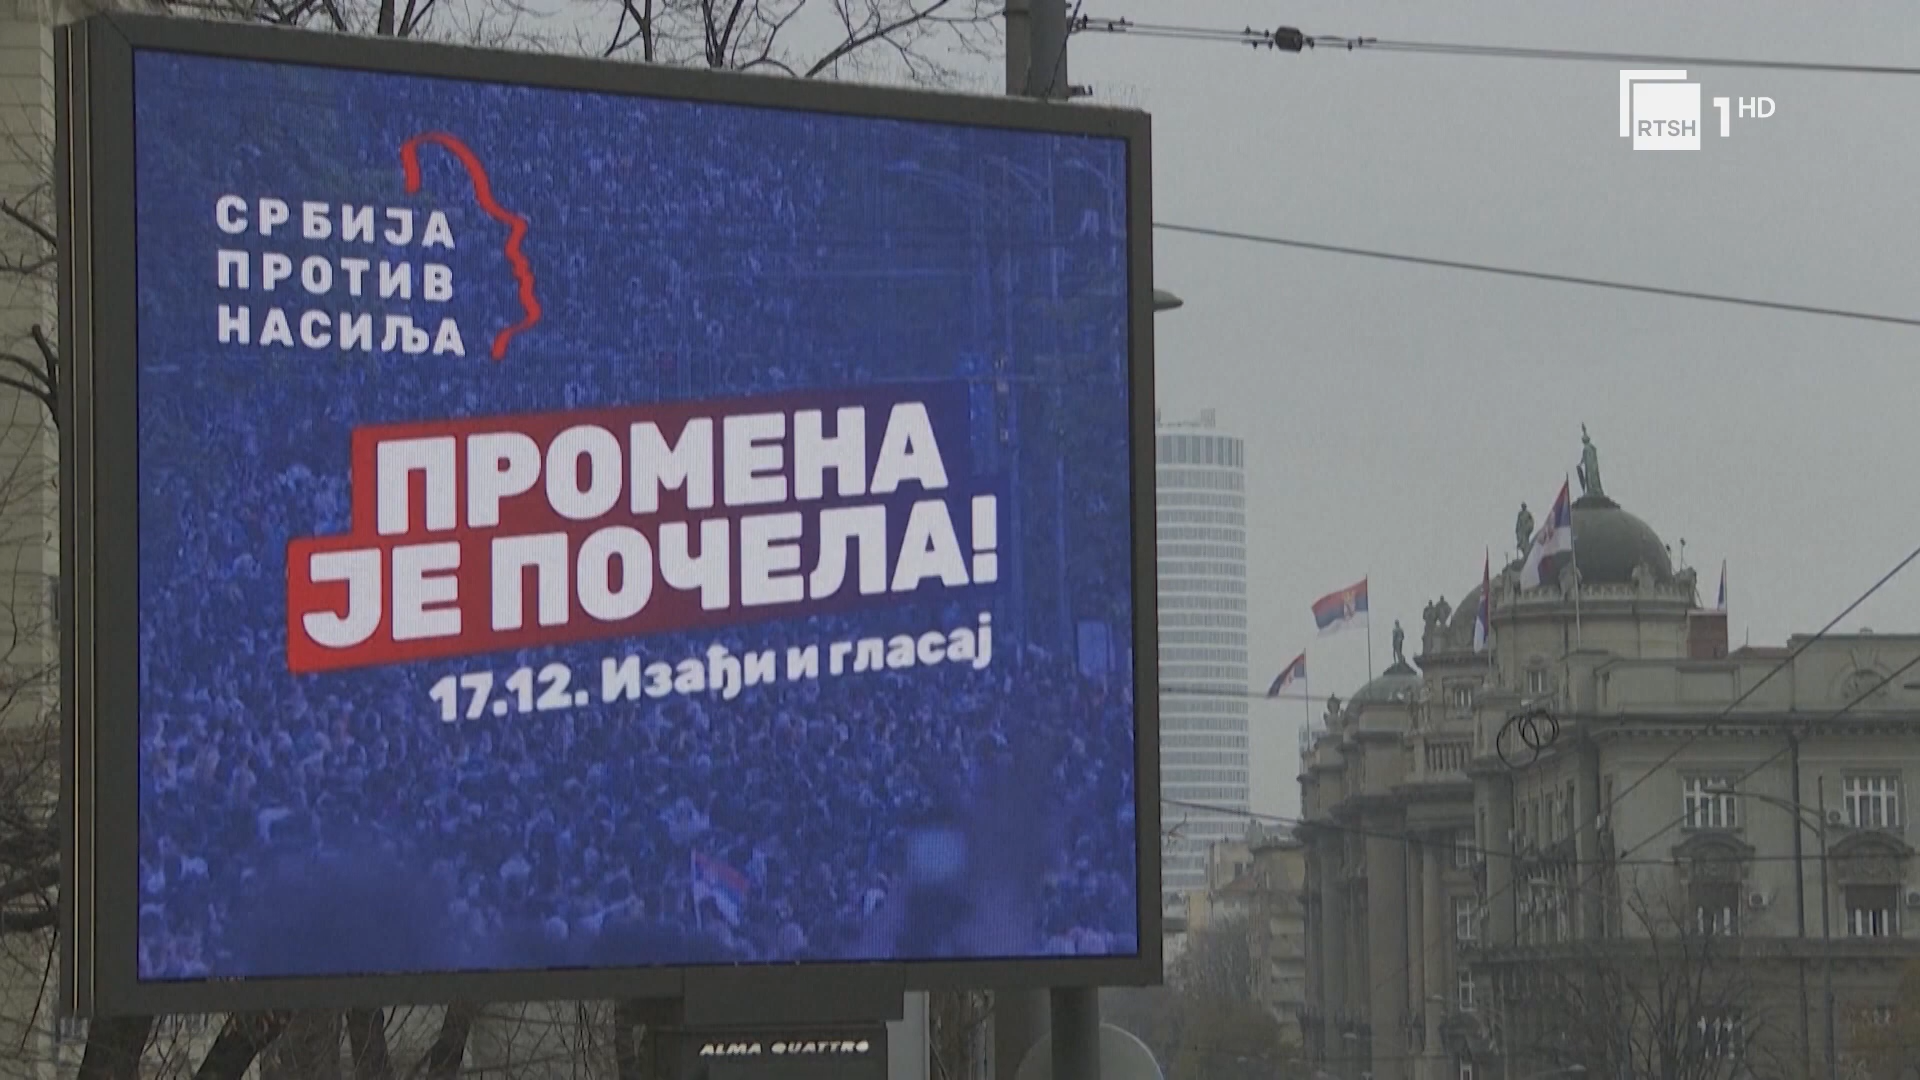 СРБИЈА
ПРОТИВ
НАСИЉА
ПРОМЕНА
ЈЕ ПОЧЕЛА!
17.12. Изађи и гласај
ALMA QUATTRO
RTSH 1 HD